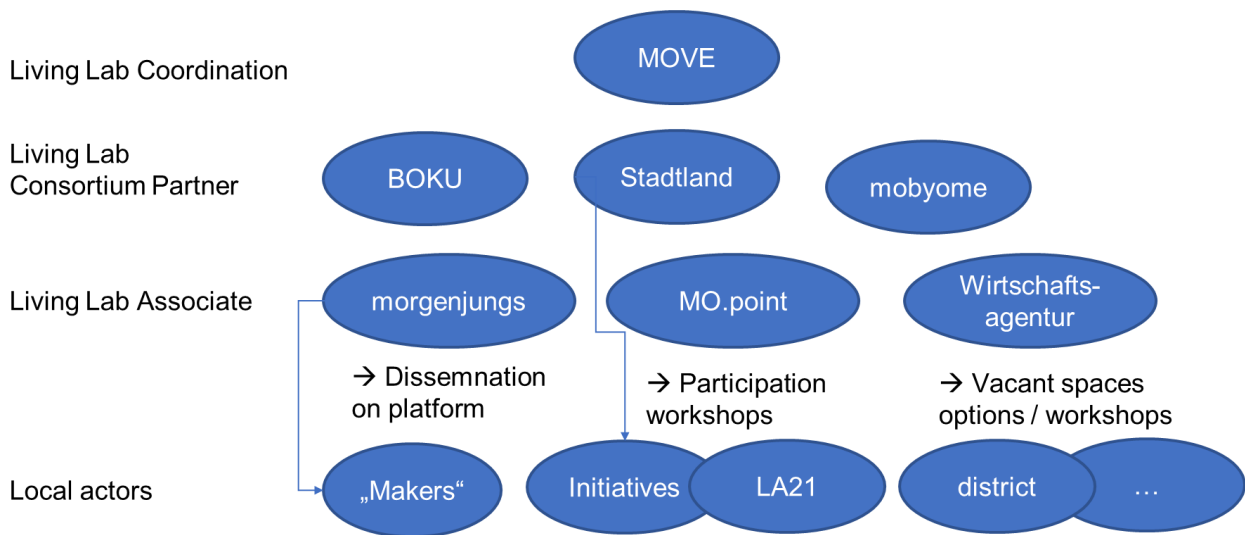 Living Lab Coordination
MOVE
Living Lab
Consortium Partner
BOKU
Stadtland
mobyome
Living Lab Associate
morgenjungs
MO.point
Wirtschafts-
agentur
→ Dissemnation
on platform
→ Participation
workshops
→ Vacant spaces
options / workshops
Local actors
„Makers“
Initiatives
LA21
district
...